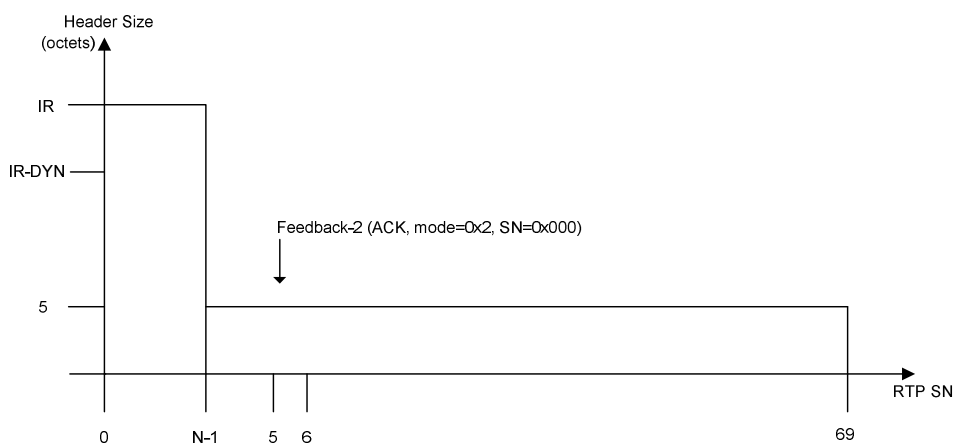 Header Size
(octets)
IR
IR-DYN
Feedback-2 (ACK, mode=0x2, SN=0x000)
5
RTP SN
0
N-1
5
6
69